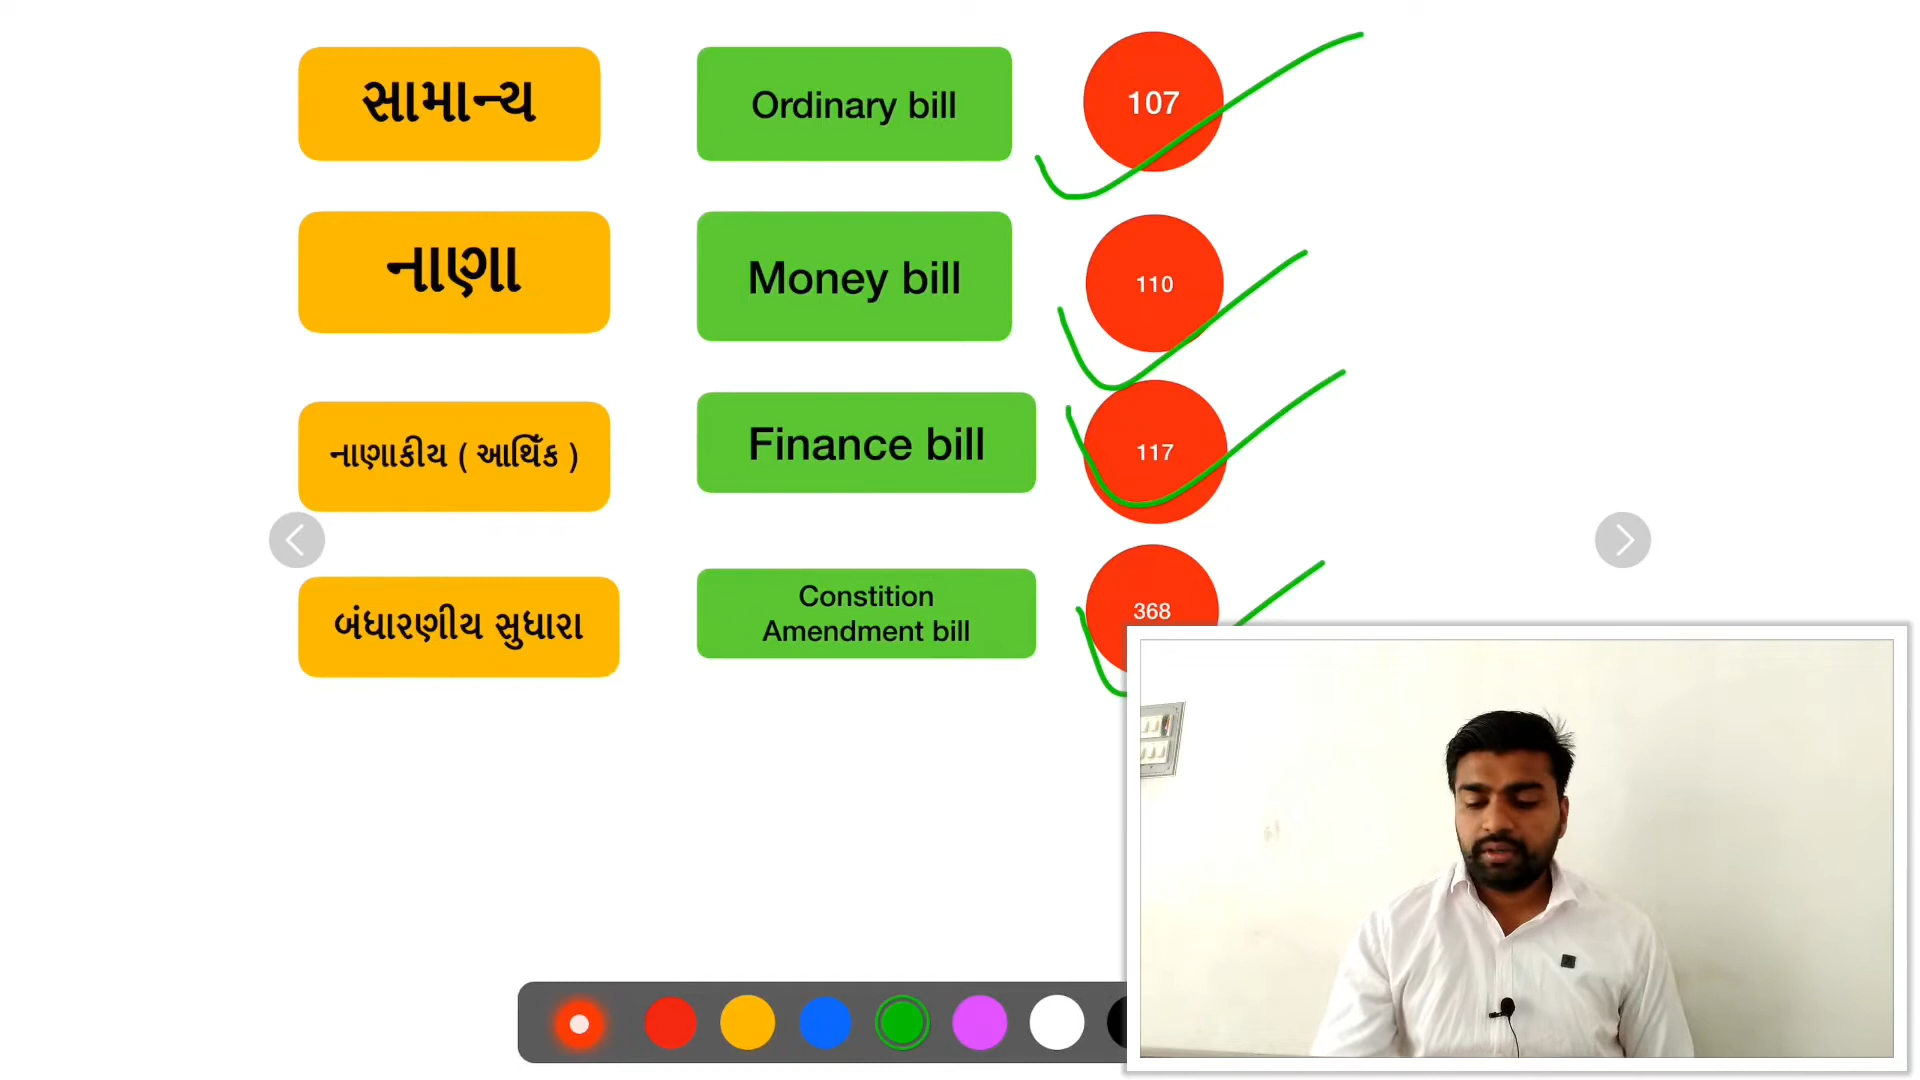 સામાન્ય
Ordinary bill
107
નાણા
Money bill
110
નાણાકીય ( આર્થિઁક )
Finance bill
117
બંધારણીય સુધારા
Constition
Amendment bill
368